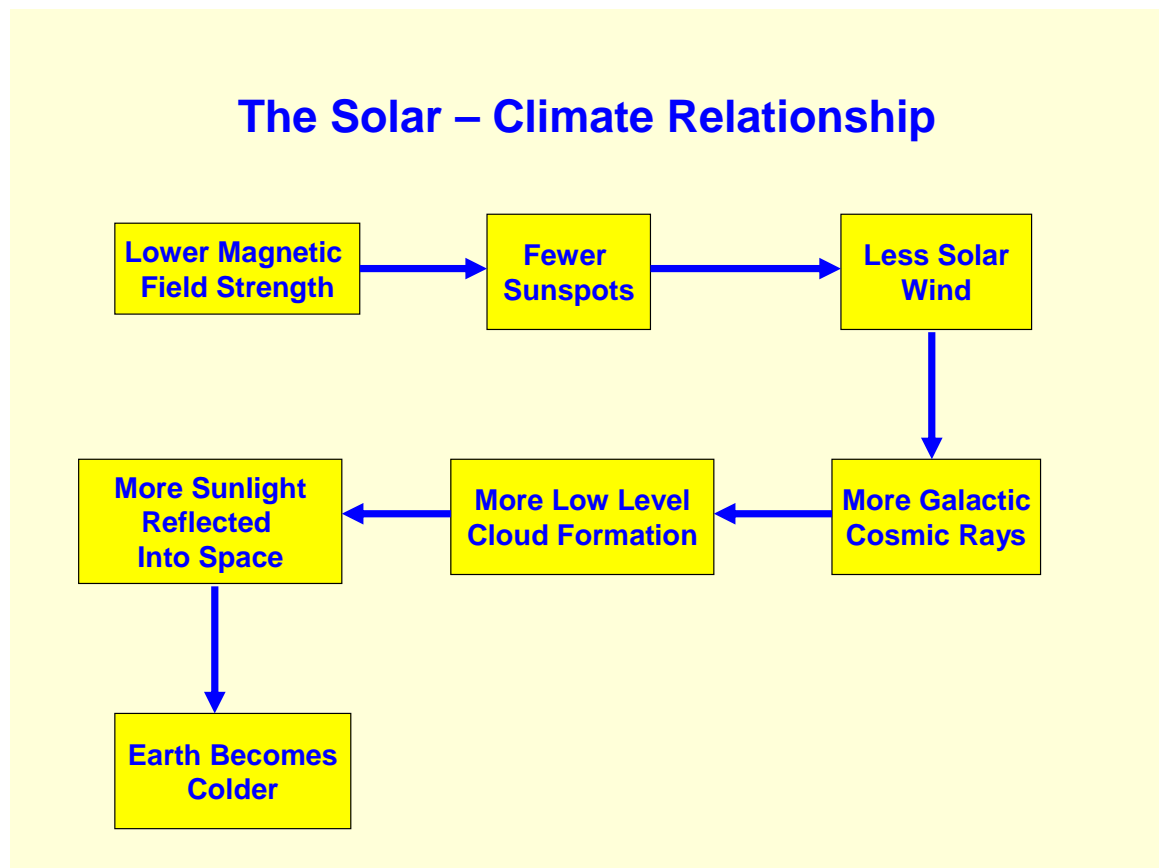 The Solar – Climate Relationship
Lower Magnetic
Field Strength
Fewer
Sunspots
Less Solar
Wind
More Galactic
Cosmic Rays
More Low Level
Cloud Formation
More Sunlight
Reflected
Into Space
Earth Becomes
Colder